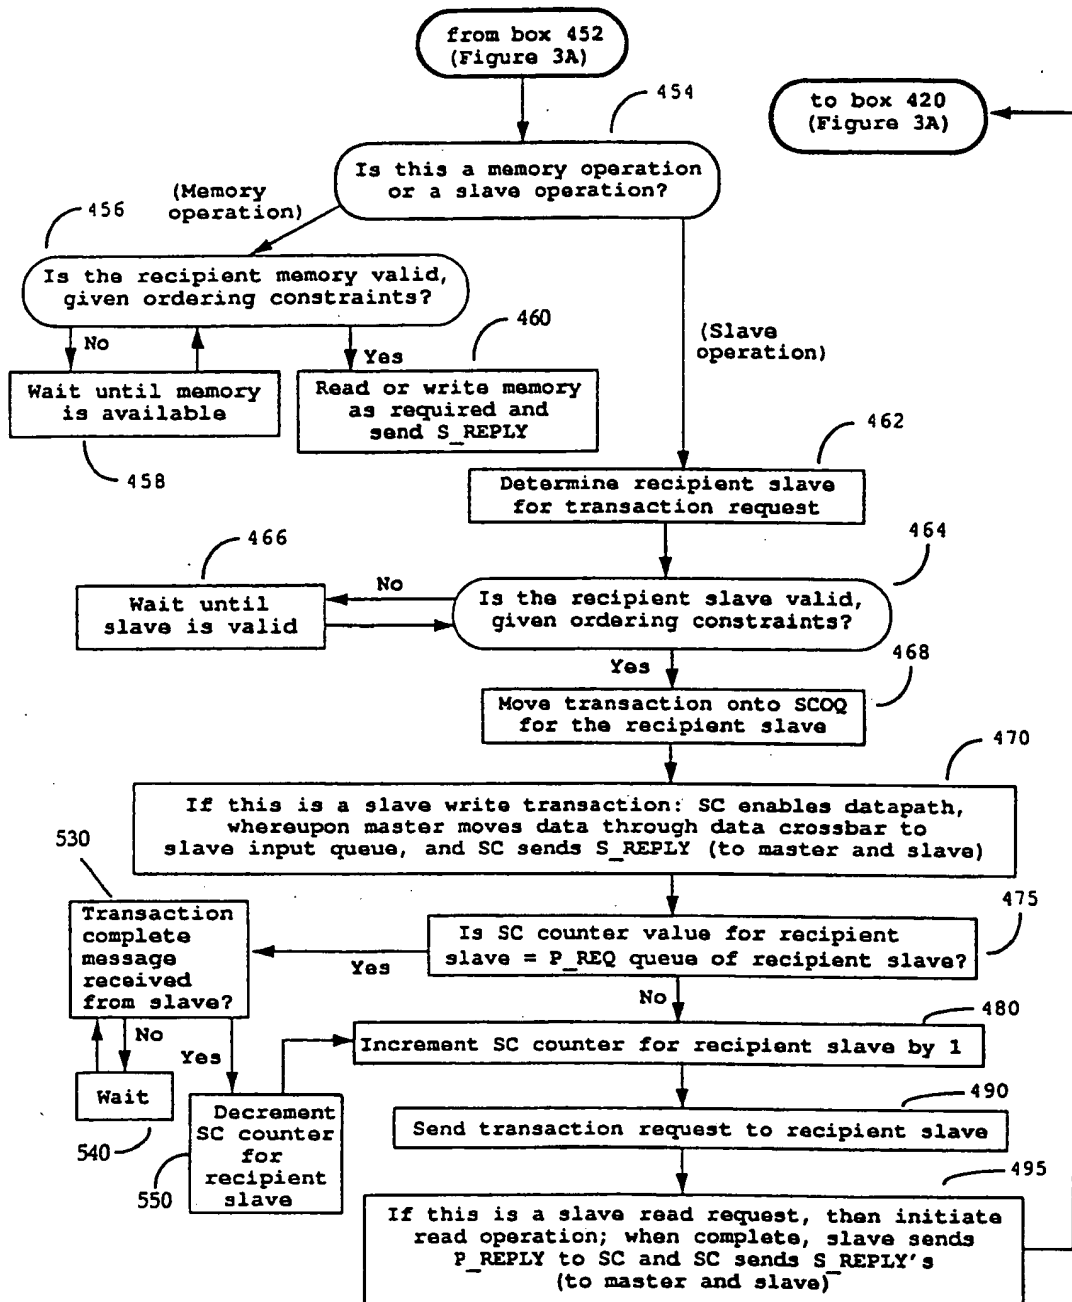 from box 452
(Figure 3A)
to box 420
(Figure 3A)
454
Is this a memory operation
or a slave operation?
(Memory
operation)
456
Is the recipient memory valid,
given ordering constraints?
No
Yes
460
(Slave
operation)
Wait until memory
is available
458
Read or write memory
as required and
send S_REPLY
462
Determine recipient slave
for transaction request
464
466
No
Wait until
slave is valid
Is the recipient slave valid,
given ordering constraints?
Yes
468
Move transaction onto SCOQ
for the recipient slave
470
If this is a slave write transaction: SC enables datapath,
whereupon master moves data through data crossbar to
slave input queue, and SC sends S_REPLY (to master and slave)
530
475
Transaction
complete
message
received
from slave?
Yes
Is SC counter value for recipient
slave = P_REQ queue of recipient slave?
No
480
No
Yes
Increment SC counter for recipient slave by 1
Wait
540
Decrement
SC counter
for
recipient
slave
550
490
Send transaction request to recipient slave
495
If this is a slave read request, then initiate
read operation; when complete, slave sends
P_REPLY to SC and SC sends S_REPLY's
(to master and slave)